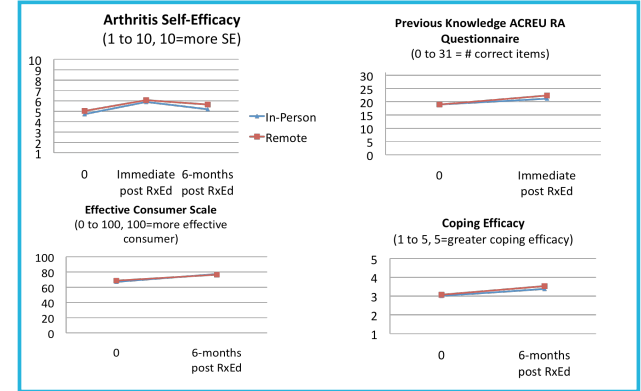 Arthritis Self-Efficacy
(1 to 10, 10=more SE)
10
9
8
7
6
5
4
3
2
1
0
Immediate post RxEd
6-months post RxEd
In-Person
Remote
Previous Knowledge ACREU RA
Questionnaire
(0 to 31 = # correct items)
30
25
20
15
10
5
0
0
Immediate
post RxEd
Effective Consumer Scale
(0 to 100, 100=more effective
consumer)
100
80
60
40
20
0
0
6-months
post RxEd
Coping Efficacy
(1 to 5, 5=greater coping efficacy)
5
4
3
2
1
0
6-months
post RxEd